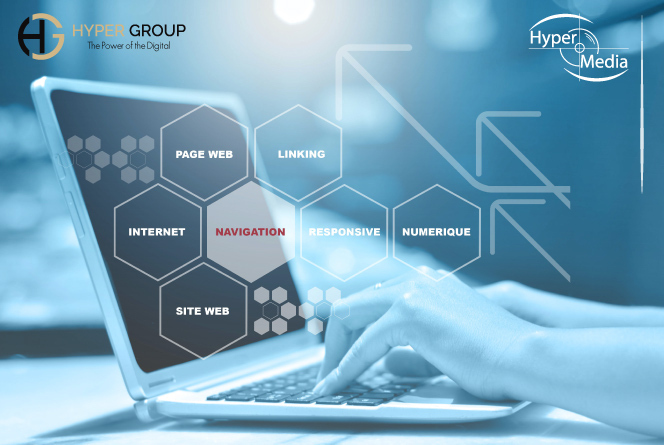 HYPER GROUP
The Power of the Digital
Hyper
Media
PAGE WEB
LINKING
INTERNET
NAVIGATION
RESPONSIVE
NUMERIQUE
SITE WEB